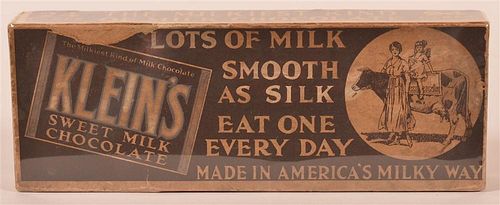 The Milkiest Kind of Milk Chocolate
KLEIN'S
SWEET MILK
CHOCOLATE
LOTS OF MILK
SMOOTH
AS SILK
EAT ONE
EVERY DAY
MADE IN AMERICA'S MILKY WAY